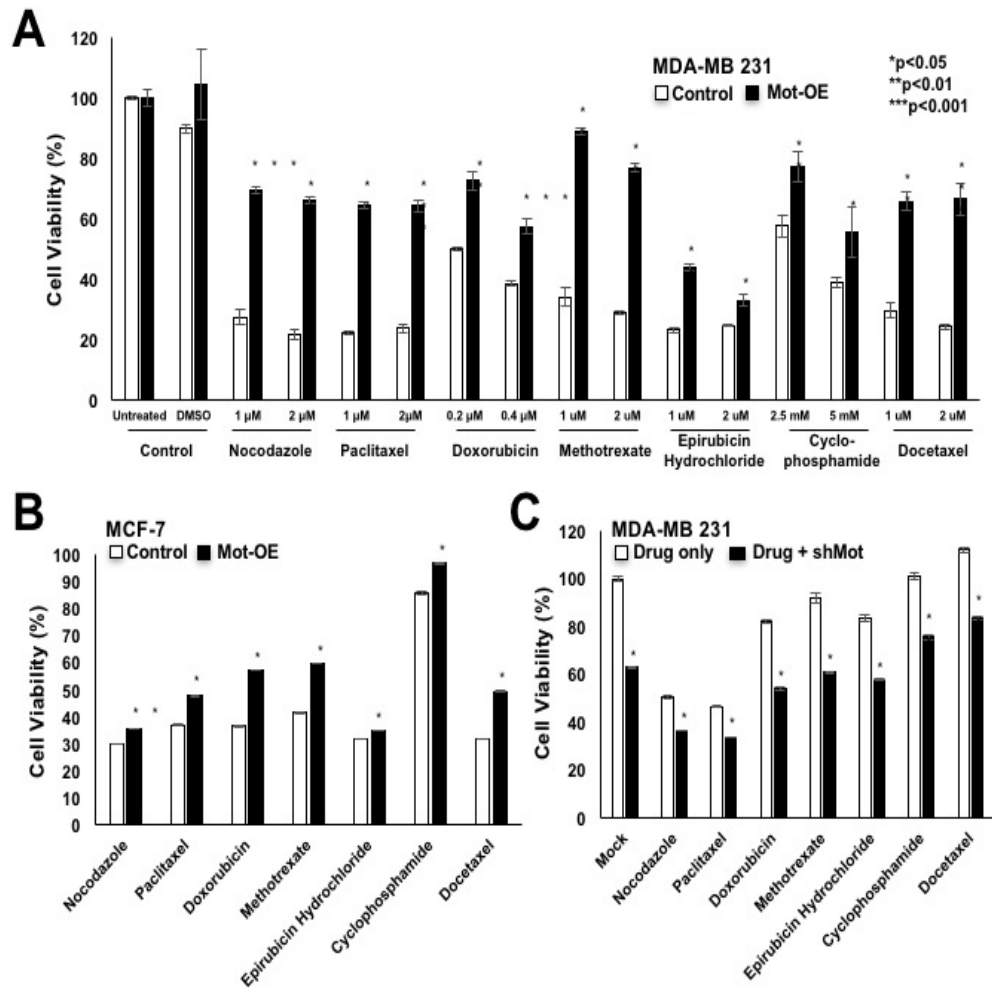 A
120
100
80
60
40
20
0
Cell Viability (%)
MDA-MB 231
Control Mot-OE
*p<0.05
**p<0.01
***p<0.001
* * *
*
*
*
*
*
* * *
*
*
*
*
*
*
*
*
*
*
Untreated DMSO 1 µM 2 µM 1 µM 2µM 0.2 µM 0.4 µM 1 uM 2 uM 1 uM 2 uM 2.5 mM 5 mM 1 uM 2 uM
Control Nocodazole Paclitaxel Doxorubicin Methotrexate Epirubicin Hydrochloride Cyclo-phosphamide Docetaxel
B
MCF-7
Control Mot-OE
100
90
80
70
60
50
40
30
20
10
0
Cell Viability (%)
* *
*
*
*
*
*
*
Nocodazole
Paclitaxel
Doxorubicin
Methotrexate
Epirubicin Hydrochloride
Cyclophosphamide
Docetaxel
C
MDA-MB 231
Drug only Drug + shMot
120
100
80
60
40
20
0
Cell Viability (%)
*
*
*
*
*
*
*
*
Mock
Nocodazole
Paclitaxel
Doxorubicin
Methotrexate
Epirubicin Hydrochloride
Cyclophosphamide
Docetaxel